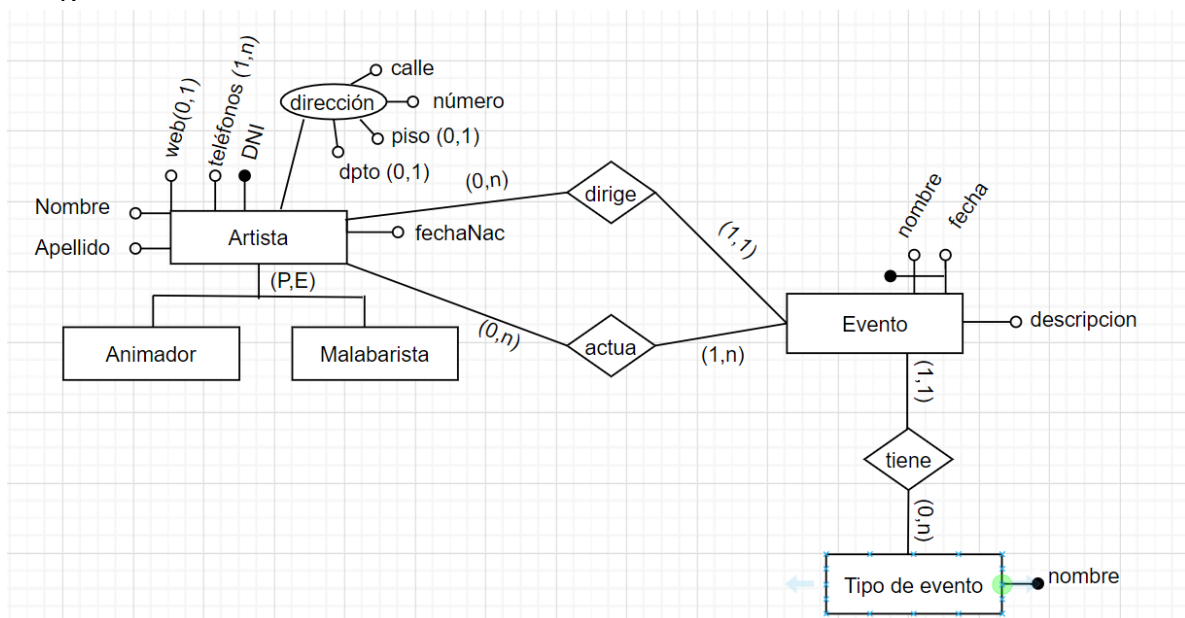 calle
dirección
número
piso (0,1)
dpto (0,1)
web(0,1)
teléfonos (1,n)
DNI
Nombre
Apellido
Artista
fechaNac
(P,E)
Animador
Malabarista
(0,n)
dirige
(1,1)
(0,n)
actua
(1,n)
nombre
fecha
Evento
descripcion
(1,1)
tiene
(0,n)
Tipo de evento
nombre